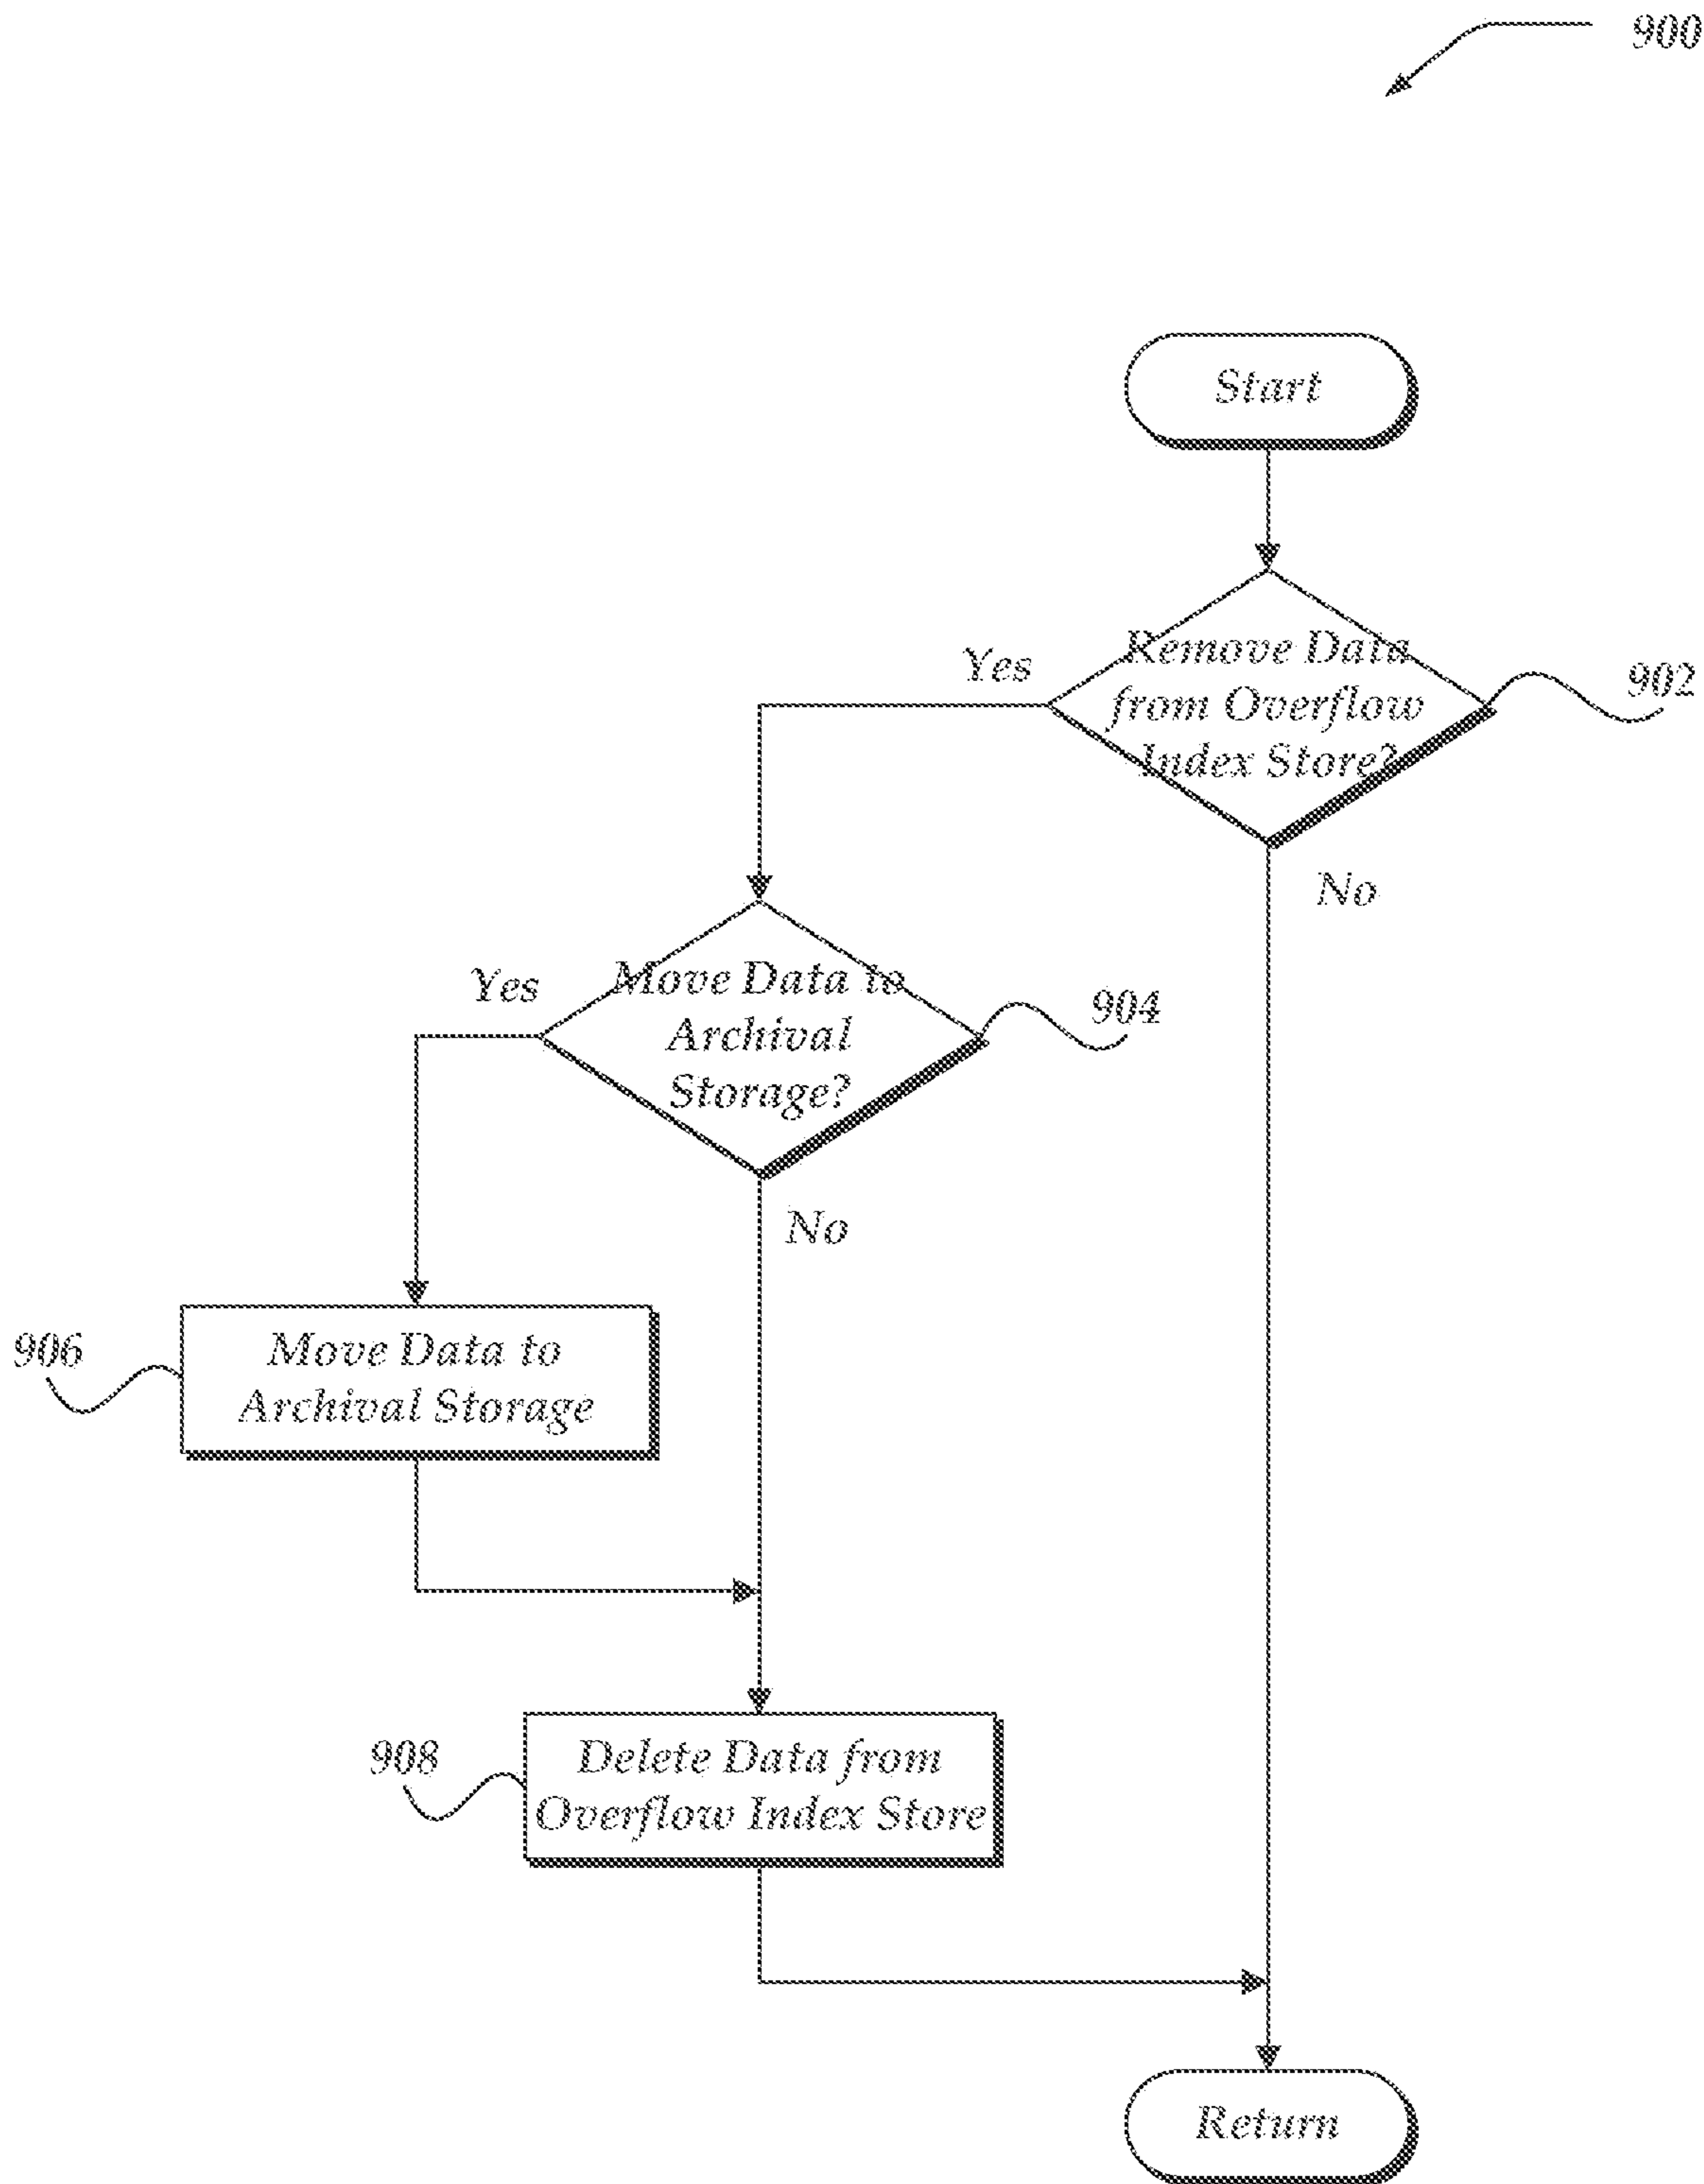 900
Start
Yes
Remove Data
from Overflow
Index Store?
902
No
Yes
Move Data to
Archival
Storage?
904
No
906
Move Data to
Archival Storage
908
Delete Data from
Overflow Index Store
Return